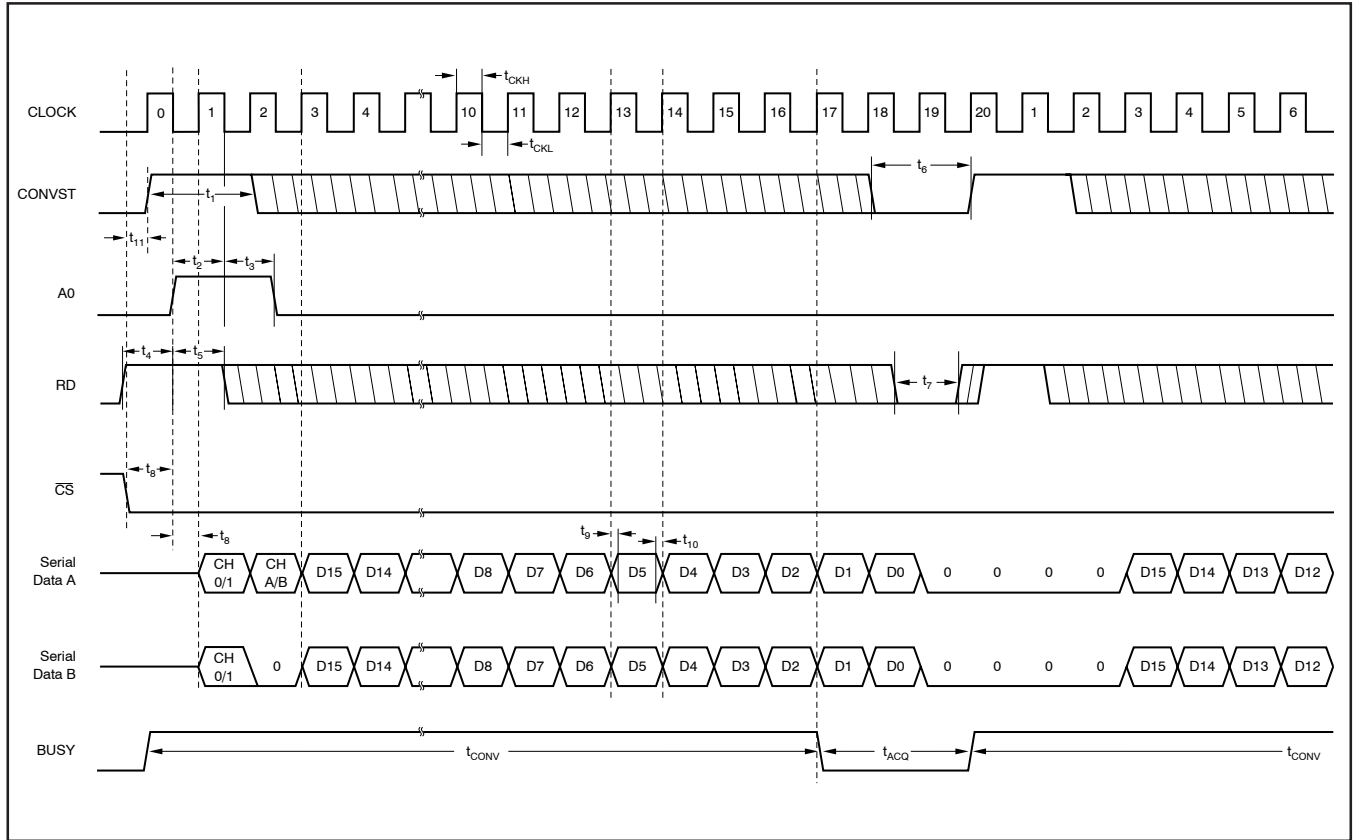 tCKH
CLOCK 0 1 2 3 4 10 11 12 13 14 15 16 17 18 19 20 1 2 3 4 5 6
tCKL
CONVST t1 t6
t11
t2 t3
A0
t4 t5
RD t7
CS t8
t8 t9 t10
Serial Data A CH 0/1 CH A/B D15 D14 D8 D7 D6 D5 D4 D3 D2 D1 D0 0 0 0 0 D15 D14 D13 D12
Serial Data B CH 0/1 0 D15 D14 D8 D7 D6 D5 D4 D3 D2 D1 D0 0 0 0 0 D15 D14 D13 D12
BUSY tCONV tACQ tCONV